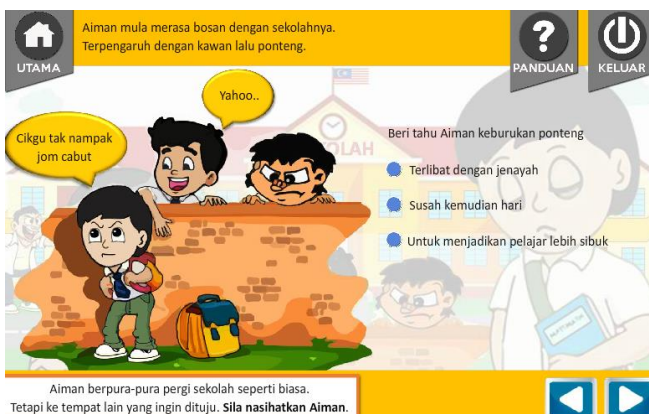 Aiman mula merasa bosan dengan sekolahnya.
Terpengaruh dengan kawan lalu ponteng.
UTAMA
PANDUAN
KELUAR
Yahoo..
Cikgu tak nampak
jom cabut
OLAH
Beri tahu Aiman keburukan ponteng
Terlibat dengan jenayah
Susah kemudian hari
Untuk menjadikan pelajar lebih sibuk
Aiman berpura-pura pergi sekolah seperti biasa.
Tetapi ke tempat lain yang ingin dituju. Sila nasihatkan Aiman.